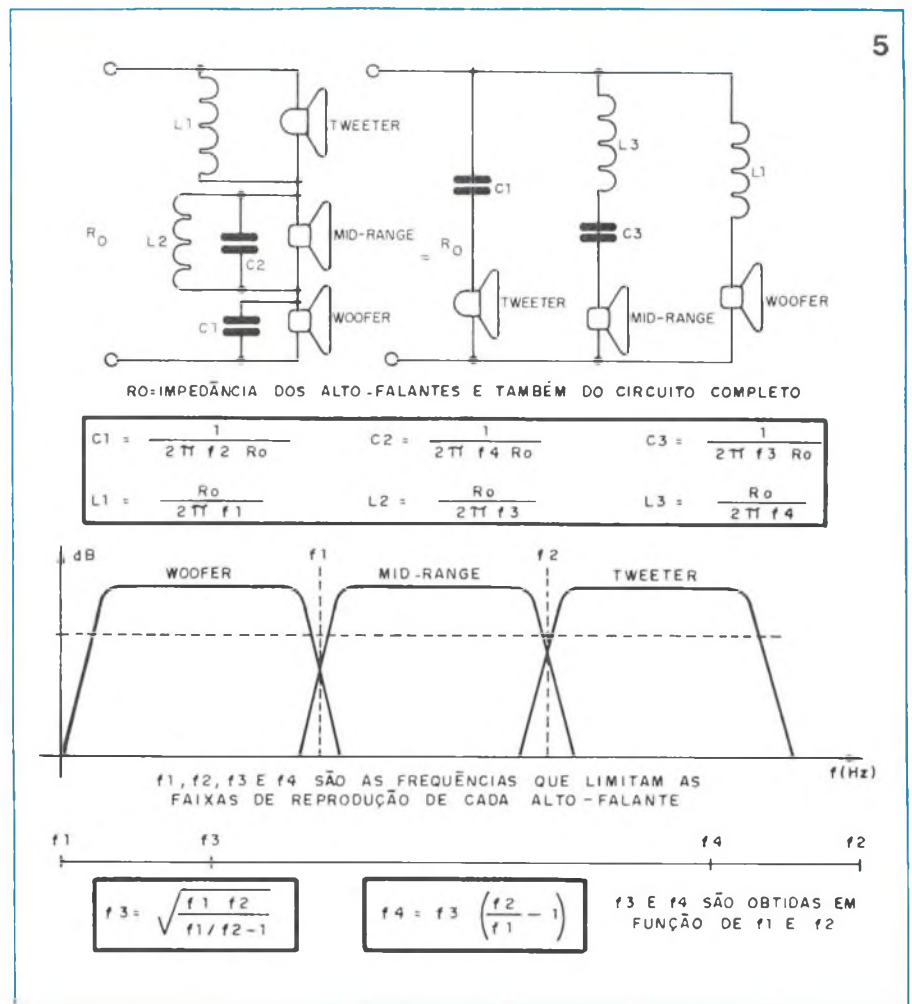 5
L1
TWEETER
L2
C2
MID-RANGE
RO
C1
WOOFER
= RO
C1
TWEETER
L3
C3
MID-RANGE
L1
WOOFER
RO=IMPEDÂNCIA DOS ALTO-FALANTES E TAMBÉM DO CIRCUITO COMPLETO
C1 = 1 / 2π f2 Ro
C2 = 1 / 2π f4 Ro
C3 = 1 / 2π f3 Ro
L1 = Ro / 2π f1
L2 = Ro / 2π f3
L3 = Ro / 2π f4
dB
f1
f2
WOOFER
MID-RANGE
TWEETER
f(Hz)
f1, f2, f3 E f4 SÃO AS FREQUÊNCIAS QUE LIMITAM AS
FAIXAS DE REPRODUÇÃO DE CADA ALTO-FALANTE
f1
f3
f4
f2
f3 = √(f1 f2 / f1/f2-1)
f4 = f3 (f2/f1 - 1)
f3 E f4 SÃO OBTIDAS EM
FUNÇÃO DE f1 E f2